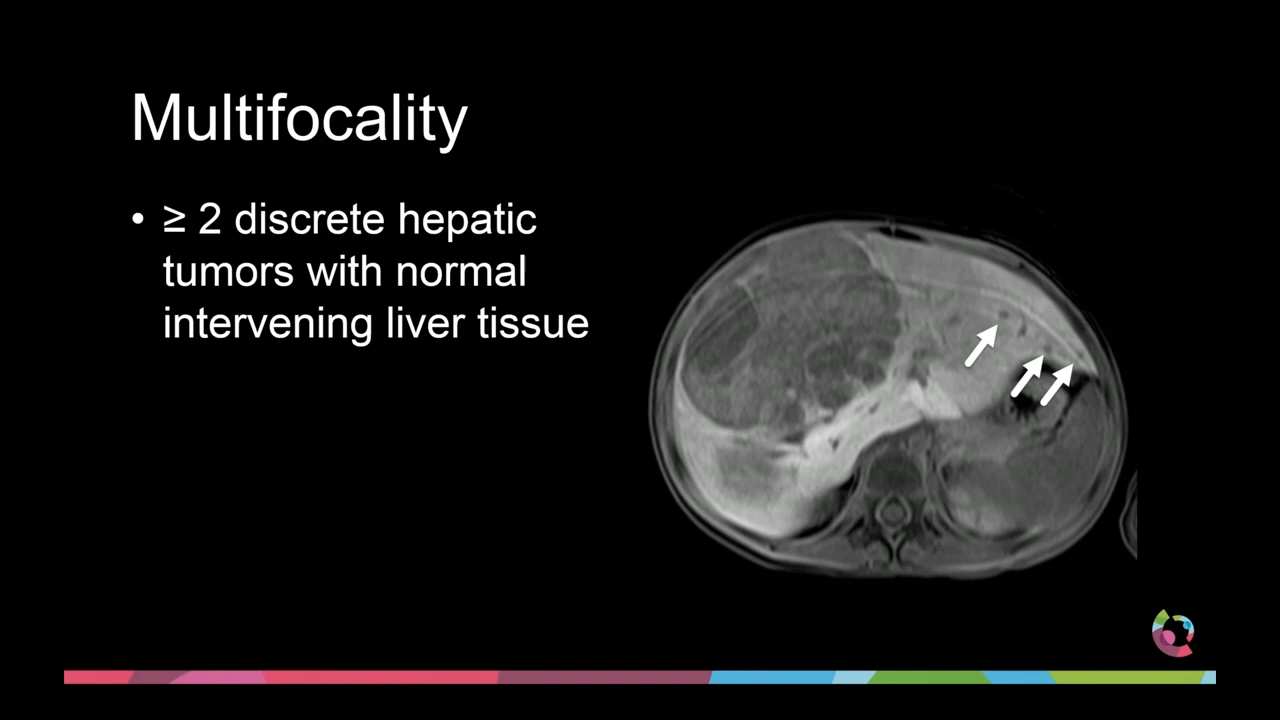 Multifocality
• ≥ 2 discrete hepatic
tumors with normal
intervening liver tissue